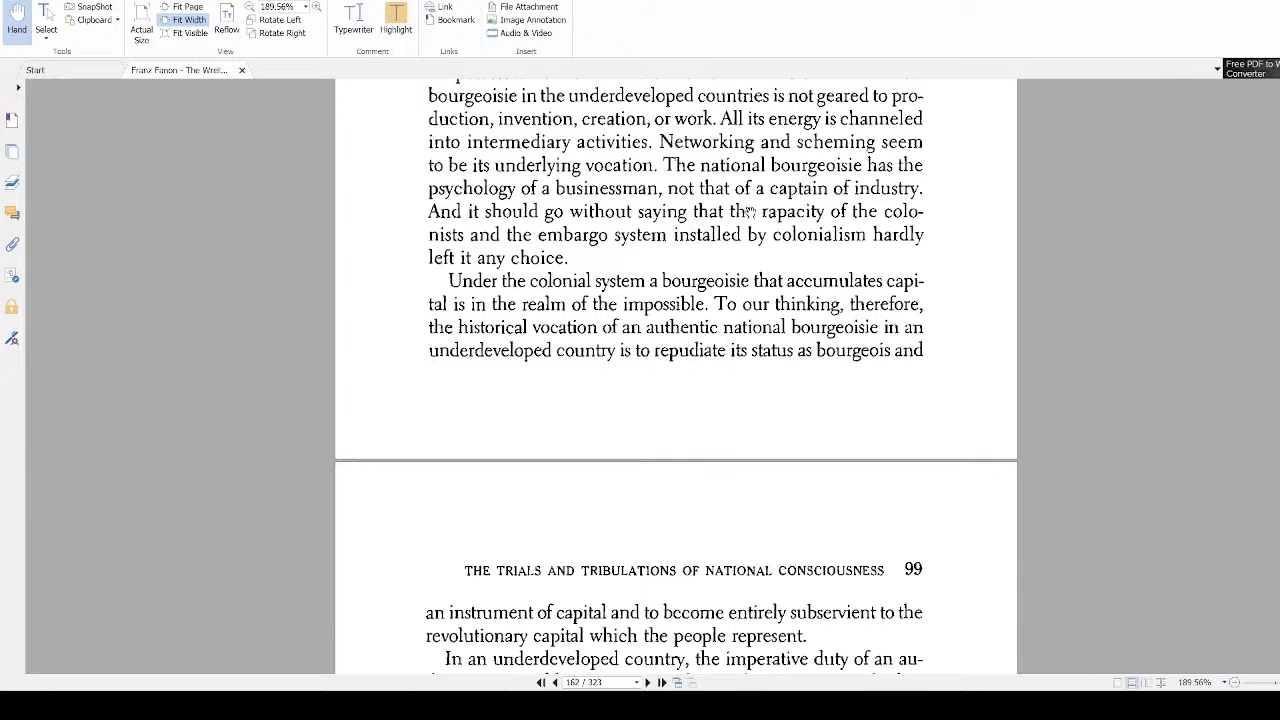 Hand
Select
SnapShot
Clipboard
Tools
Actual
Size
Fit Page
Fit Width
Fit Visible
Reflow
189.56%
Rotate Left
Rotate Right
View
Typewriter
Highlight
Comment
Link
Bookmark
Links
File Attachment
Image Annotation
Audio & Video
Insert
Start
Franz Fanon - The Wret...
Free PDF to W
Converter
bourgeoisie in the underdeveloped countries is not geared to pro-
duction, invention, creation, or work. All its energy is channeled
into intermediary activities. Networking and scheming seem
to be its underlying vocation. The national bourgeoisie has the
psychology of a businessman, not that of a captain of industry.
And it should go without saying that the rapacity of the colo-
nists and the embargo system installed by colonialism hardly
left it any choice.
Under the colonial system a bourgeoisie that accumulates capi-
tal is in the realm of the impossible. To our thinking, therefore,
the historical vocation of an authentic national bourgeoisie in an
underdeveloped country is to repudiate its status as bourgeois and
THE TRIALS AND TRIBULATIONS OF NATIONAL CONSCIOUSNESS 99
an instrument of capital and to become entirely subservient to the
revolutionary capital which the people represent.
In an underdeveloped country, the imperative duty of an au-
162 / 323
189.56%